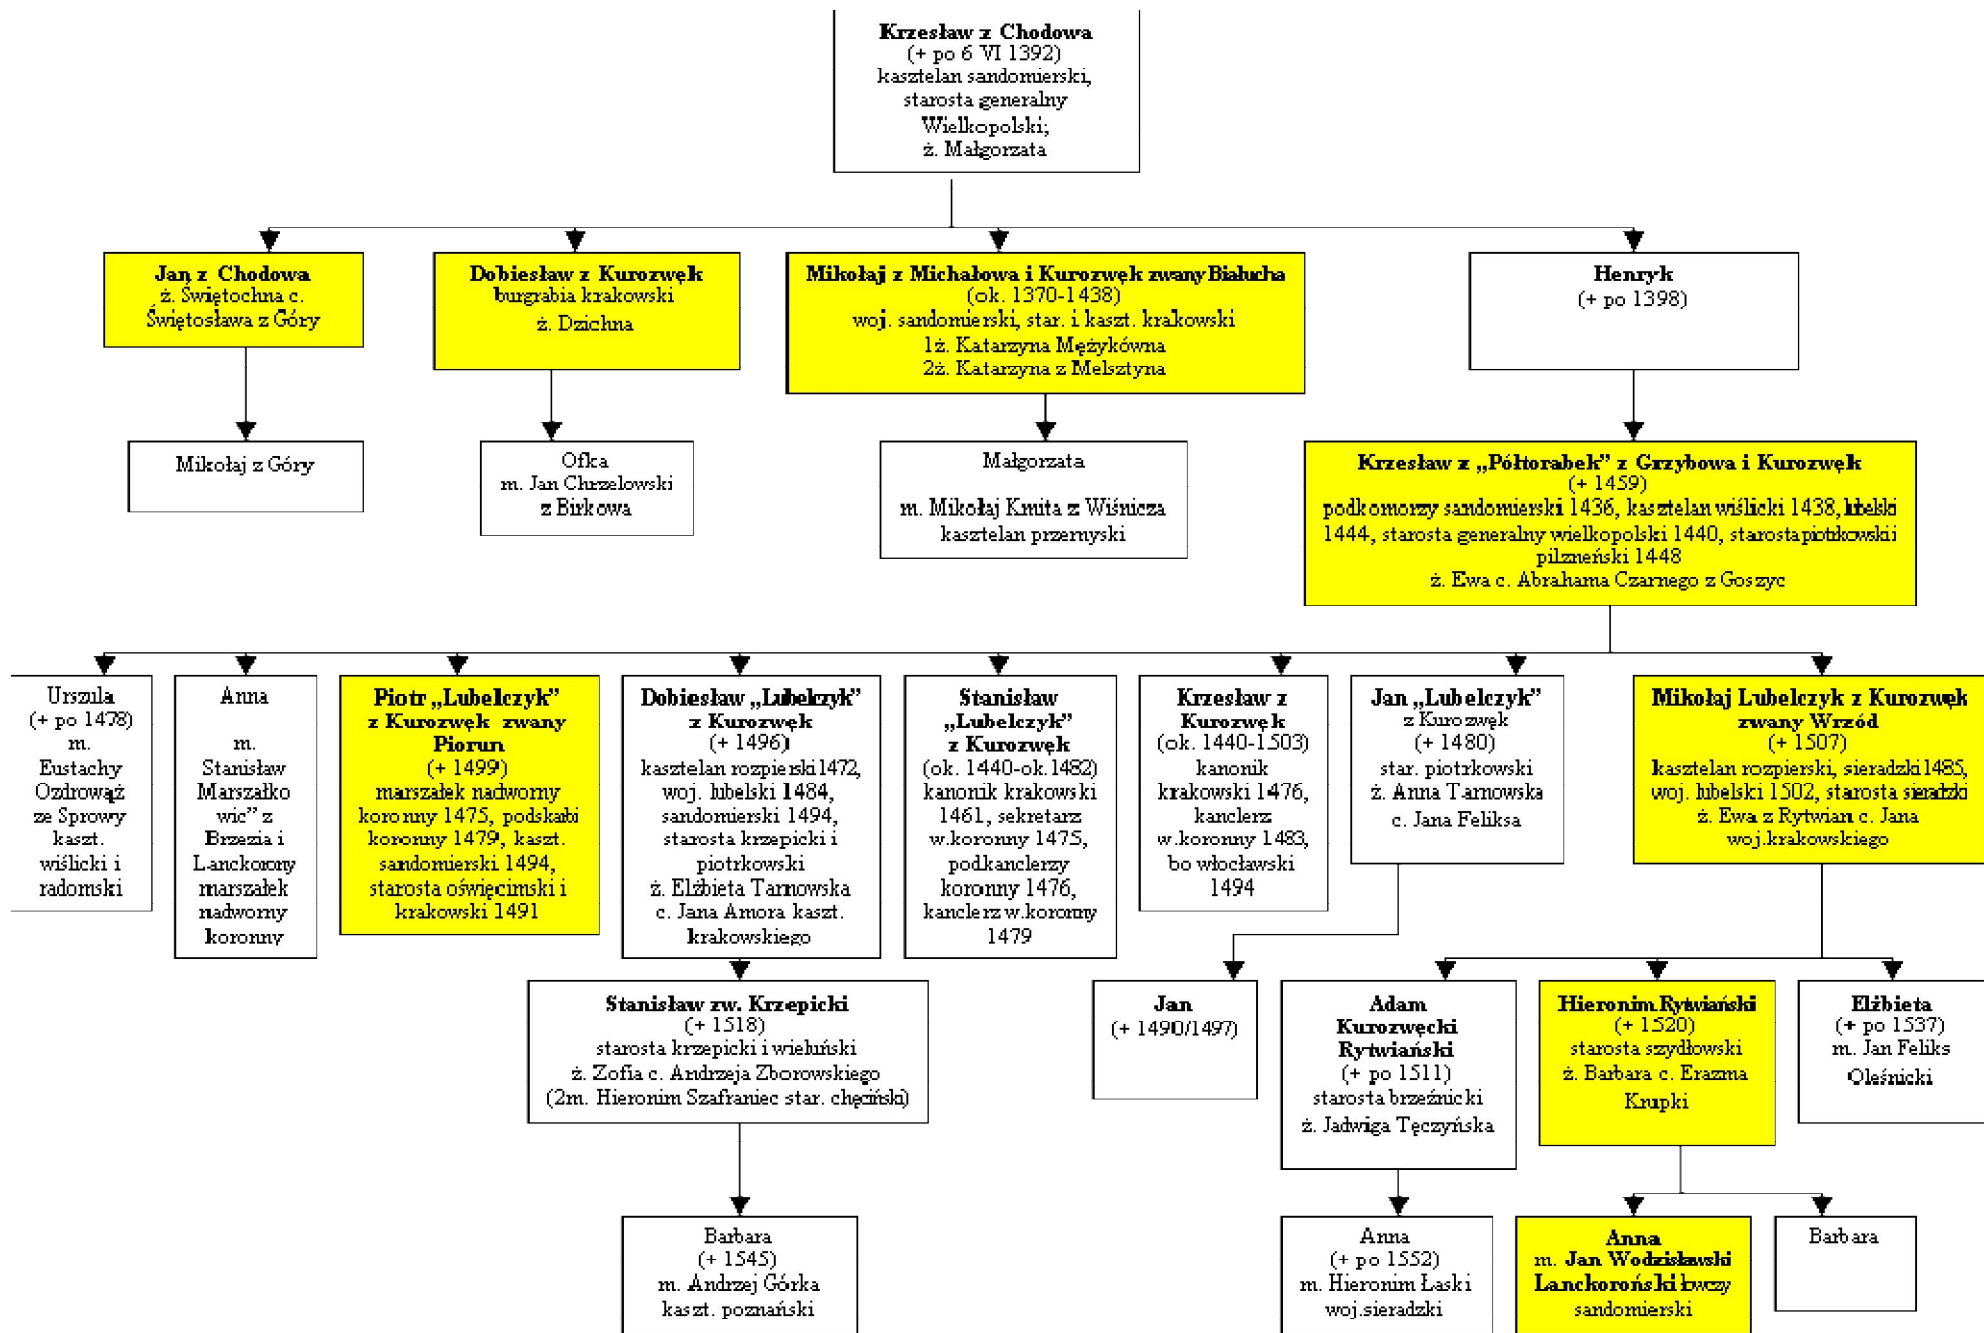 Krzesław z Chodowa
(+ po 6 VI 1392)
kasztelan sandomierski,
starosta generalny
Wielkopolski;
ż. Małgorzata
Jan z Chodowa
ż. Świętochna c.
Świętosława z Góry
Dobiesław z Kurozwęk
burgrabia krakowski
ż. Dzichna
Mikołaj z Michałowa i Kurozwęk zwany Białucha
(ok. 1370-1438)
woj. sandomierski, star. i kaszt. krakowski
1ż. Katarzyna Mężykówna
2ż. Katarzyna z Melsztyna
Henryk
(+ po 1398)
Mikołaj z Góry
Ofka
m. Jan Chrzelowski
z Birkowa
Małgorzata
m. Mikołaj Kmita z Wiśnicza
kasztelan przemyski
Krzesław z „Półtorabek” z Grzybowa i Kurozwęk
(+ 1459)
podkomorzy sandomierski 1436, kasztelan wiślicki 1438, lubelski
1444, starosta generalny wielkopolski 1440, starosta piotrkowski i
pilzneński 1448
ż. Ewa c. Abrahama Czarnego z Goszyc
Urszula
(+ po 1478)
m.
Eustachy
Ozdrowąż
ze Sprowy
kaszt.
wiślicki i
radomski
Anna
m.
Stanisław
Marszałko
wic” z
Brzezia i
Lanckorony
marszałek
nadworny
koronny
Piotr „Lubelczyk”
z Kurozwęk zwany
Piorun
(+ 1499)
marszałek nadworny
koronny 1475, podskarbi
koronny 1479, kaszt.
sandomierski 1494,
starosta oświęcimski i
krakowski 1491
Dobiesław „Lubelczyk”
z Kurozwęk
(+ 1496)
kasztelan rozpierski 1472,
woj. lubelski 1484,
sandomierski 1494,
starosta krzepicki i
piotrkowski
ż. Elżbieta Tarnowska
c. Jana Amora kaszt.
krakowskiego
Stanisław
„Lubelczyk”
z Kurozwęk
(ok. 1440-ok.1482)
kanonik krakowski
1461, sekretarz
w.koronny 1475,
podkanclerzy
koronny 1476,
kanclerz w.koronny
1479
Krzesław z
Kurozwęk
(ok. 1440-1503)
kanonik
krakowski 1476,
kanclerz
w.koronny 1483,
bo włocławski
1494
Jan „Lubelczyk”
z Kurozwęk
(+ 1480)
star. piotrkowski
ż. Anna Tarnowska
c. Jana Feliksa
Mikołaj Lubelczyk z Kurozwęk
zwany Wrzód
(+ 1507)
kasztelan rozpierski, sieradzki 1485,
woj. lubelski 1502, starosta sieradzki
ż. Ewa z Rytwian c. Jana
woj.krakowskiego
Stanisław zw. Krzepicki
(+ 1518)
starosta krzepicki i wieluński
ż. Zofia c. Andrzeja Zborowskiego
(2m. Hieronim Szafraniec star. chęciński)
Jan
(+ 1490/1497)
Adam
Kurozwęcki
Rytwiański
(+ po 1511)
starosta brzeźnicki
ż. Jadwiga Tęczyńska
Hieronim Rytwiański
(+ 1520)
starosta szydłowski
ż. Barbara c. Erazma
Krupki
Elżbieta
(+ po 1537)
m. Jan Feliks
Oleśnicki
Barbara
(+ 1545)
m. Andrzej Górka
kaszt. poznański
Anna
(+ po 1552)
m. Hieronim Łaski
woj.sieradzki
Anna
m. Jan Wodzisławski
Lanckoroński łowczy
sandomierski
Barbara